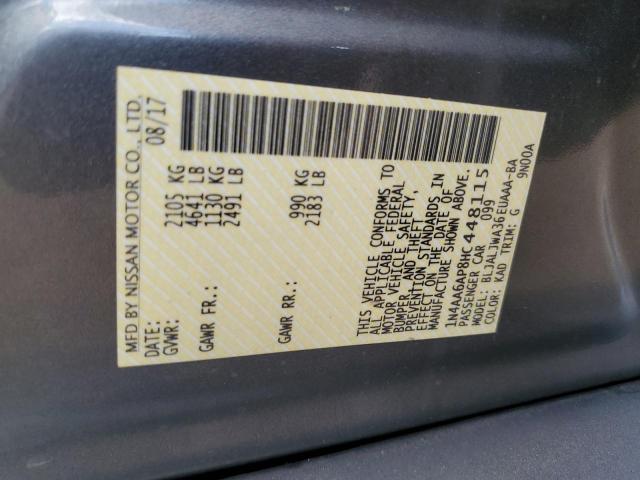 MFD BY NISSAN MOTOR CO., LTD.
DATE: 08/17
GVWR: 2105 KG
4641 LB
GAWR FR: 1130 KG
2491 LB
GAWR RR: 990 KG
2183 LB
THIS VEHICLE CONFORMS TO
ALL APPLICABLE FEDERAL
MOTOR VEHICLE SAFETY,
BUMPER, AND THEFT
PREVENTION STANDARDS IN
EFFECT ON THE DATE OF
MANUFACTURE SHOWN ABOVE.
1N4AA6AP8HC448115
PASSENGER CAR 099
MODEL: BLJALJWA36EUAAA-BA
COLOR: KAD TRIM: G 9N00A